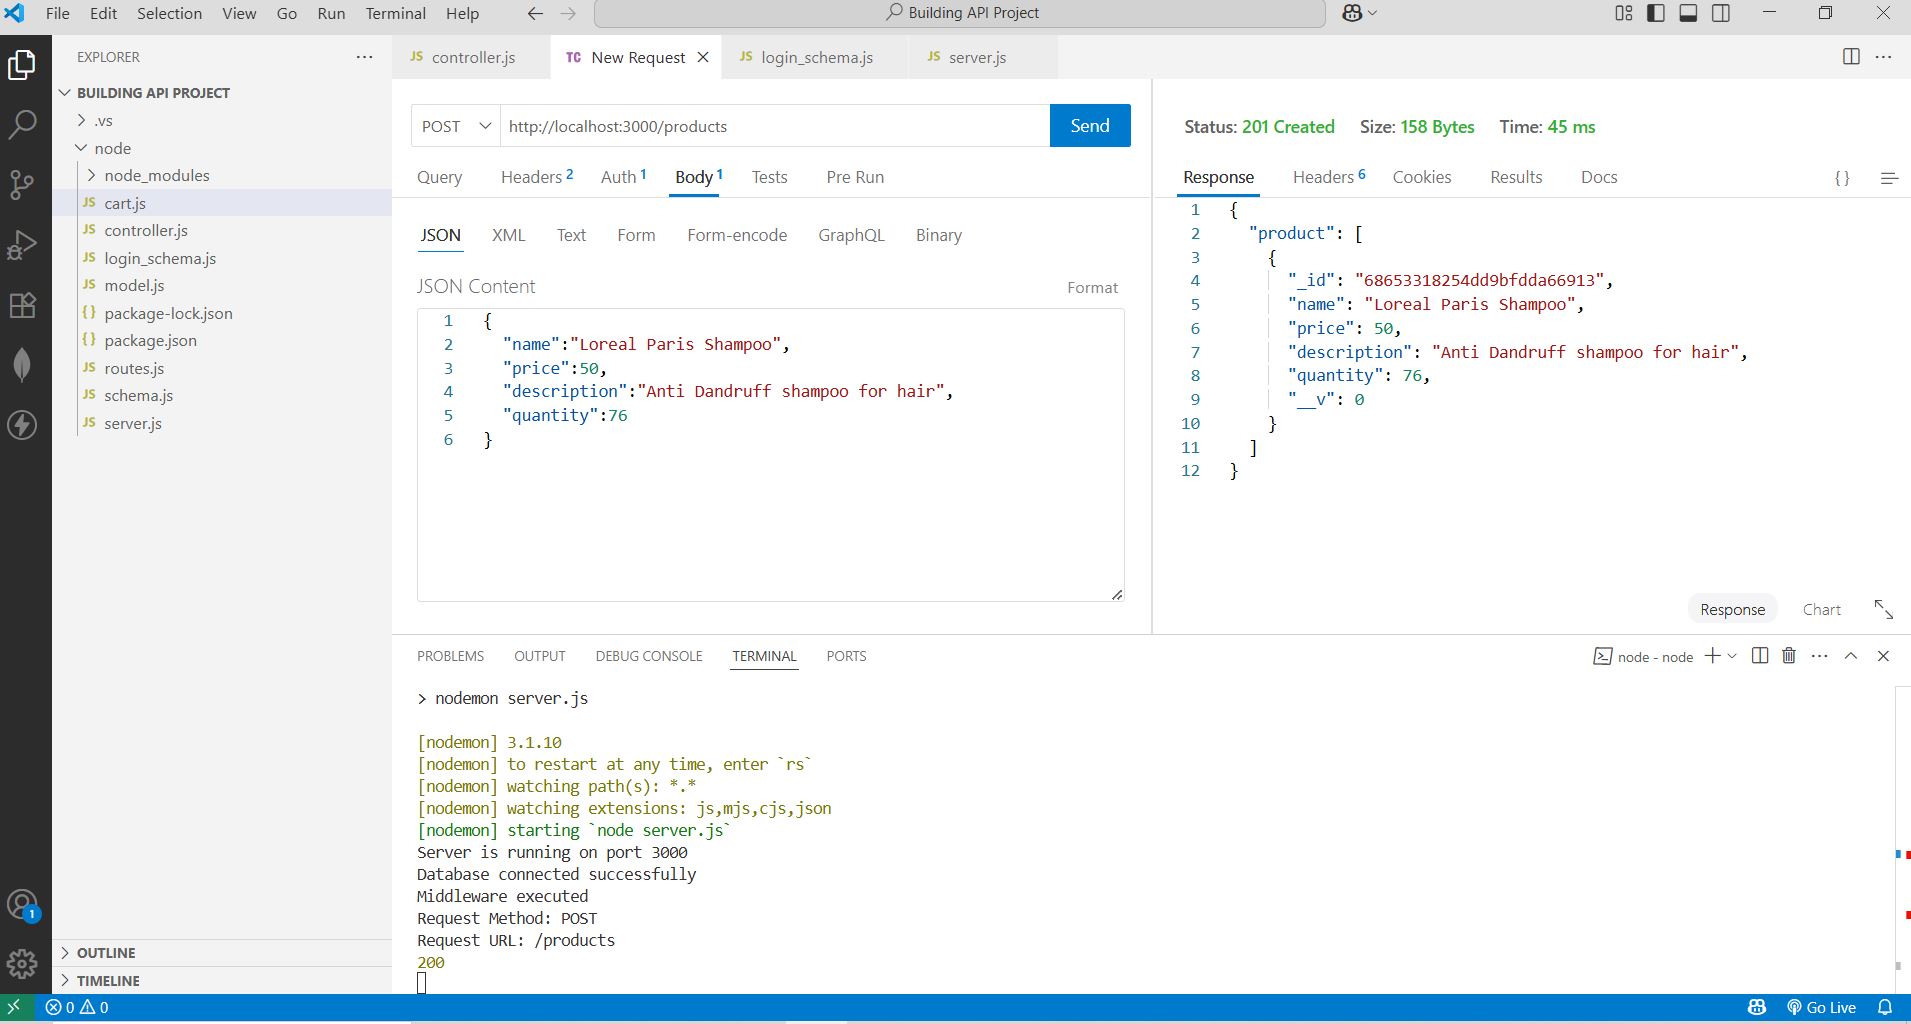 File Edit Selection View Go Run Terminal Help
Building API Project
EXPLORER
BUILDING API PROJECT
.vs
node
node_modules
JS cart.js
JS controller.js
JS login_schema.js
JS model.js
{} package-lock.json
{} package.json
JS routes.js
JS schema.js
JS server.js
OUTLINE
TIMELINE
JS controller.js
TC New Request
JS login_schema.js
JS server.js
POST http://localhost:3000/products Send
Query Headers 2 Auth 1 Body 1 Tests Pre Run
JSON XML Text Form Form-encode GraphQL Binary
JSON Content Format
1 {
2 "name":"Loreal Paris Shampoo",
3 "price":50,
4 "description":"Anti Dandruff shampoo for hair",
5 "quantity":76
6 }
Status: 201 Created Size: 158 Bytes Time: 45 ms
Response Headers 6 Cookies Results Docs {}
1 {
2 "product": [
3 {
4 "_id": "68653318254dd9bfdda66913",
5 "name": "Loreal Paris Shampoo",
6 "price": 50,
7 "description": "Anti Dandruff shampoo for hair",
8 "quantity": 76,
9 "__v": 0
10 }
11 ]
12 }
Response Chart
PROBLEMS OUTPUT DEBUG CONSOLE TERMINAL PORTS
node - node
> nodemon server.js
[nodemon] 3.1.10
[nodemon] to restart at any time, enter `rs`
[nodemon] watching path(s): *.*
[nodemon] watching extensions: js,mjs,cjs,json
[nodemon] starting `node server.js`
Server is running on port 3000
Database connected successfully
Middleware executed
Request Method: POST
Request URL: /products
200
1
0 0
Go Live